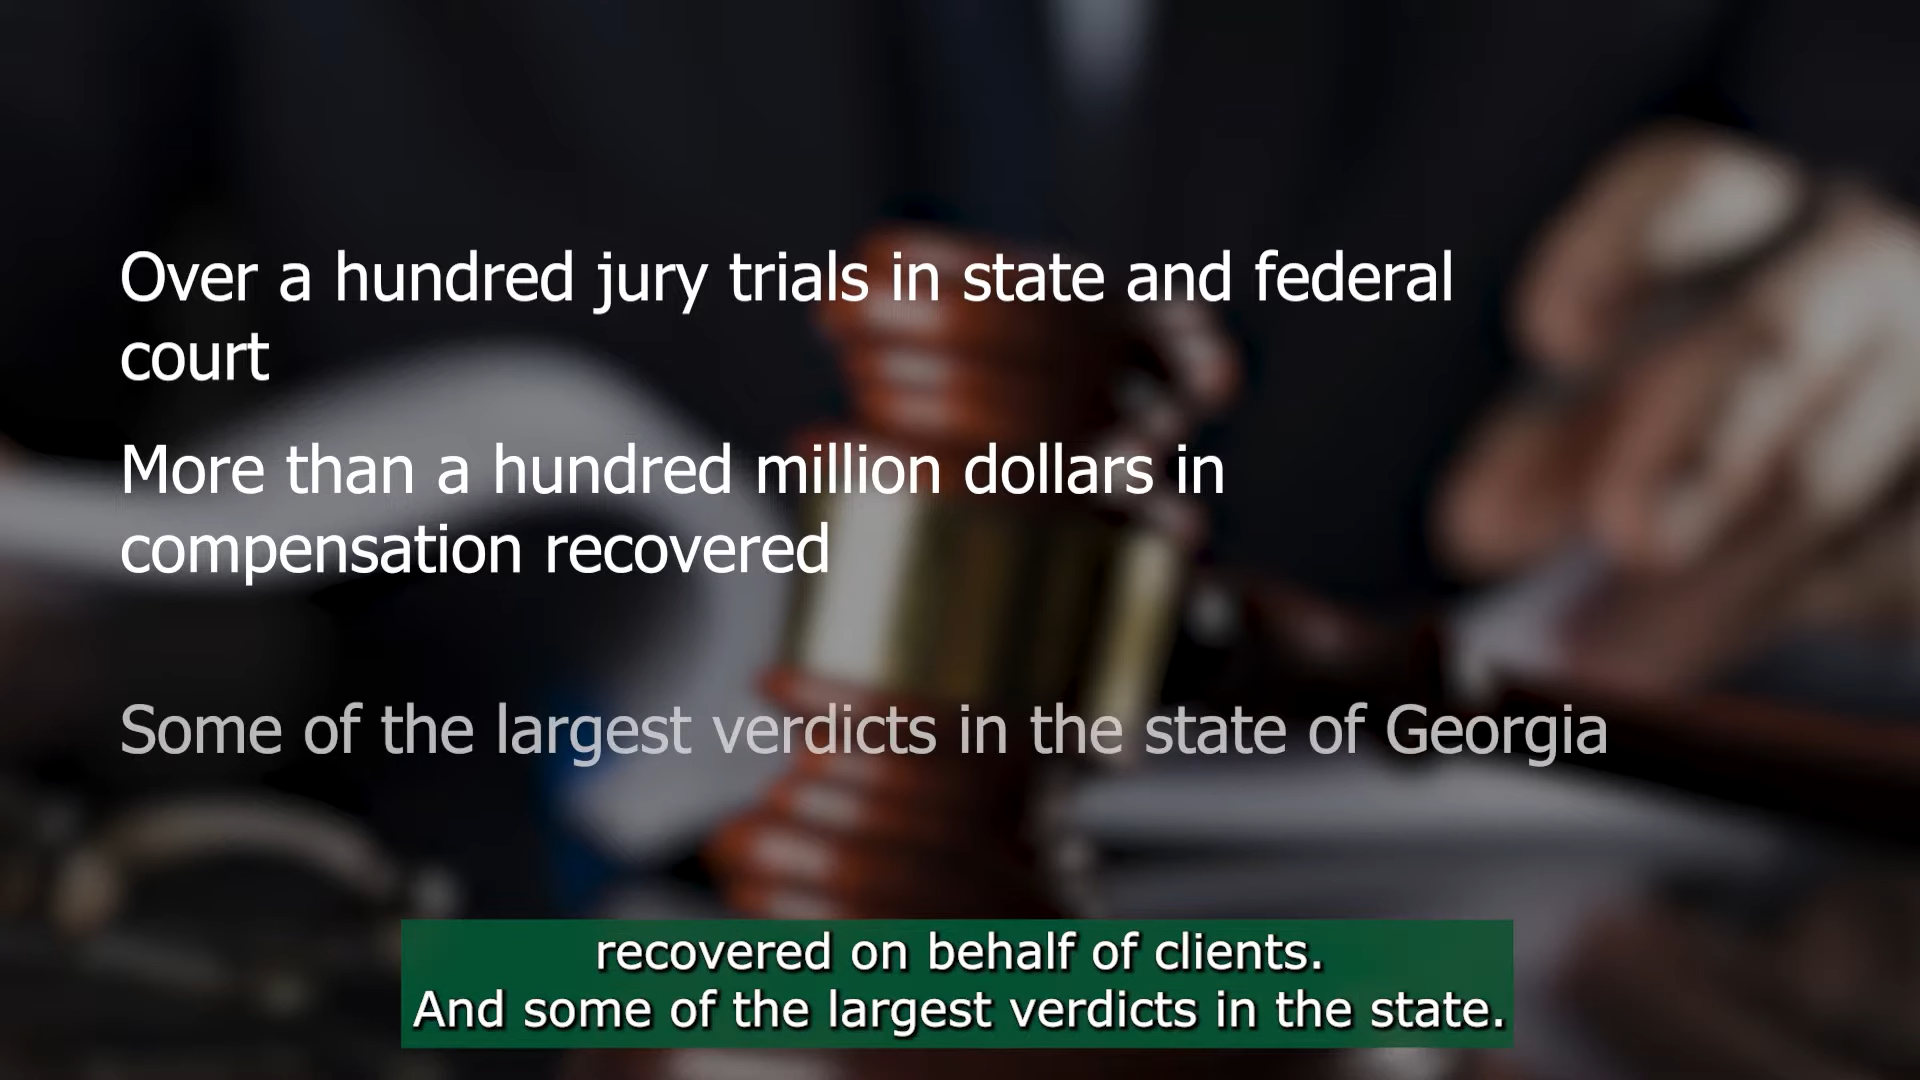 Over a hundred jury trials in state and federal
court
More than a hundred million dollars in
compensation recovered
Some of the largest verdicts in the state of Georgia
recovered on behalf of clients.
And some of the largest verdicts in the state.